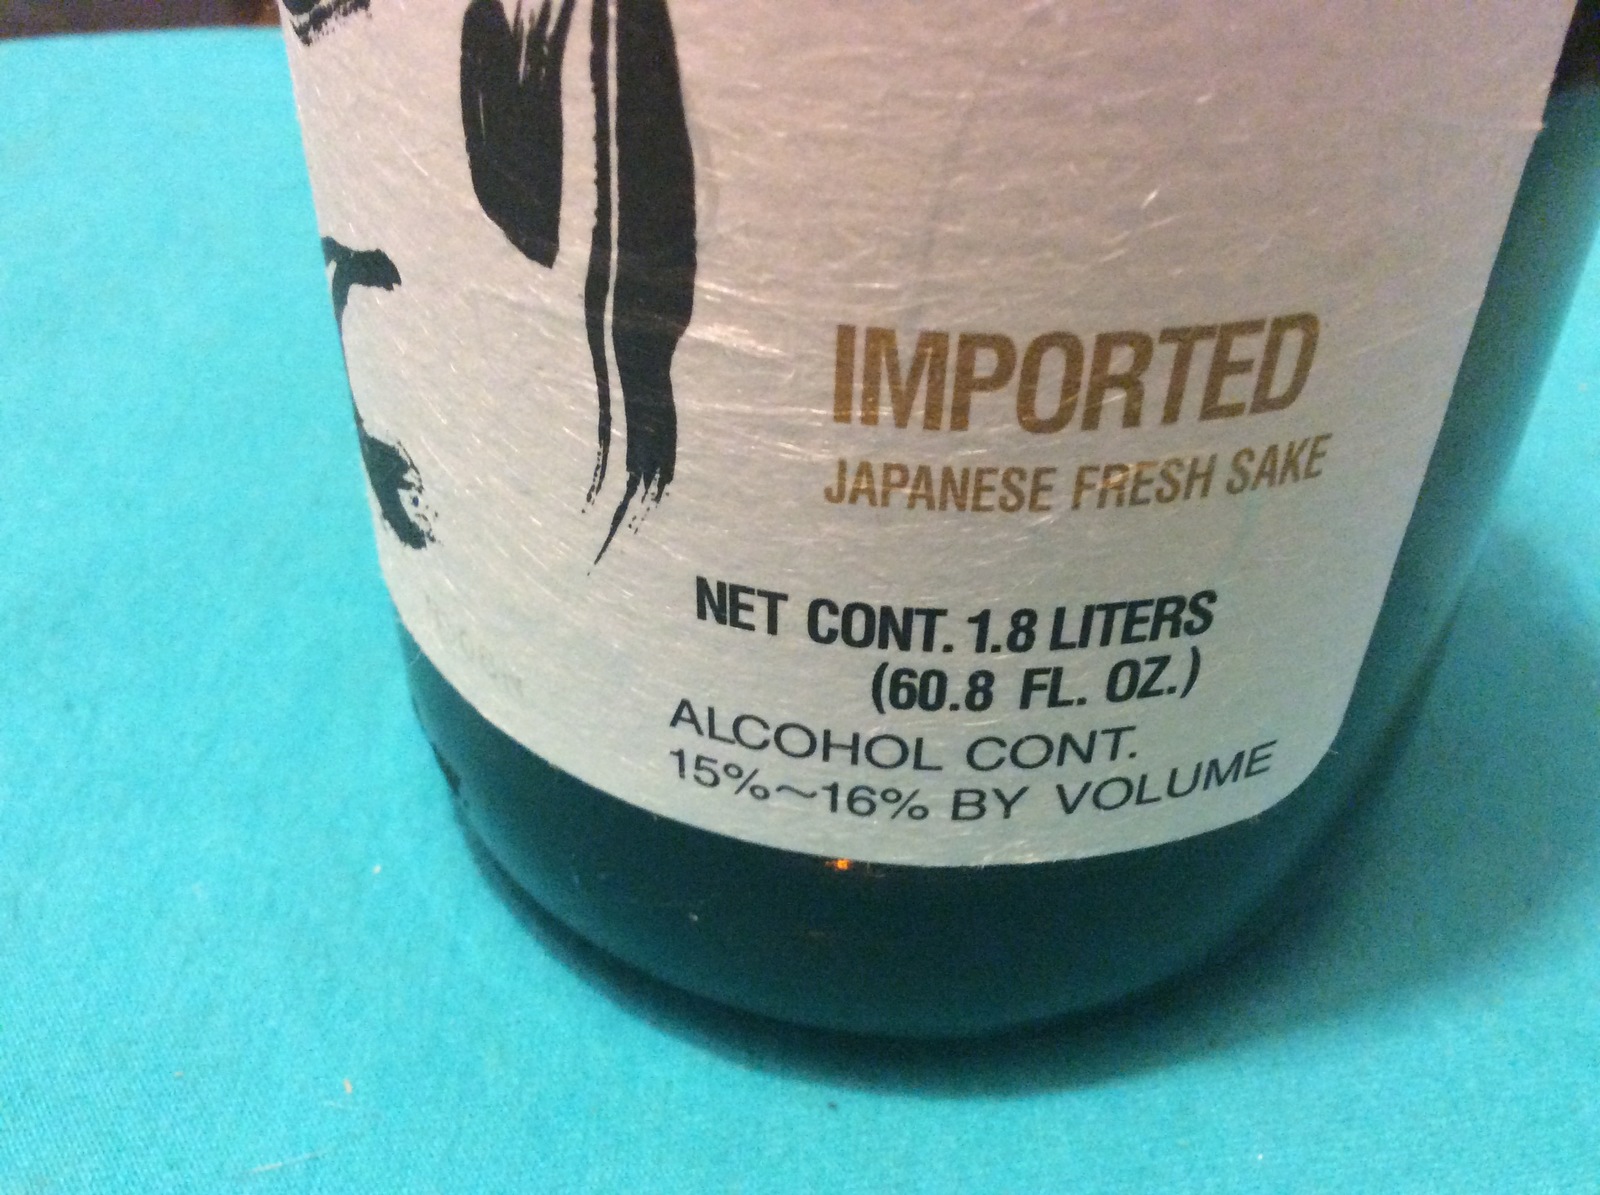 IMPORTED
JAPANESE FRESH SAKE
NET CONT. 1.8 LITERS
(60.8 FL. OZ.)
ALCOHOL CONT.
15%~16% BY VOLUME